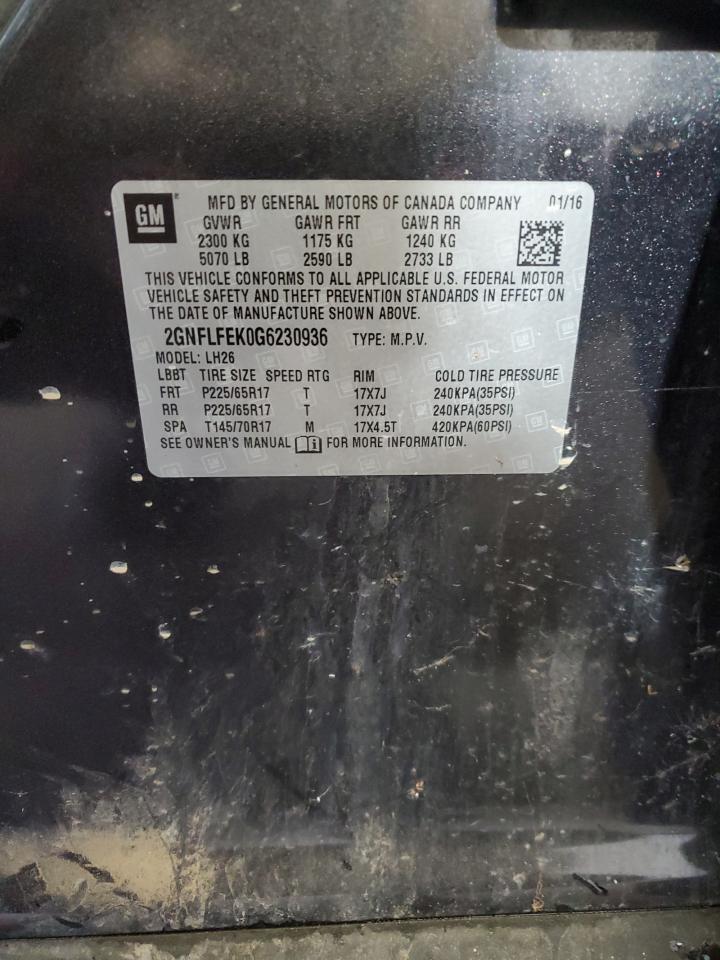 GM
MFD BY GENERAL MOTORS OF CANADA COMPANY 01/16
GVWR GAWR FRT GAWR RR
2300 KG 1175 KG 1240 KG
5070 LB 2590 LB 2733 LB
THIS VEHICLE CONFORMS TO ALL APPLICABLE U.S. FEDERAL MOTOR
VEHICLE SAFETY AND THEFT PREVENTION STANDARDS IN EFFECT ON
THE DATE OF MANUFACTURE SHOWN ABOVE.
2GNFLFEK0G6230936 TYPE: M.P.V.
MODEL: LH26
LBBT TIRE SIZE SPEED RTG RIM COLD TIRE PRESSURE
FRT P225/65R17 T 17X7J 240KPA(35PSI)
RR P225/65R17 T 17X7J 240KPA(35PSI)
SPA T145/70R17 M 17X4.5T 420KPA(60PSI)
SEE OWNER'S MANUAL FOR MORE INFORMATION.